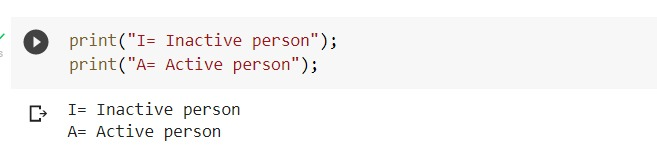 print("I= Inactive person");
print("A= Active person");
I= Inactive person
A= Active person